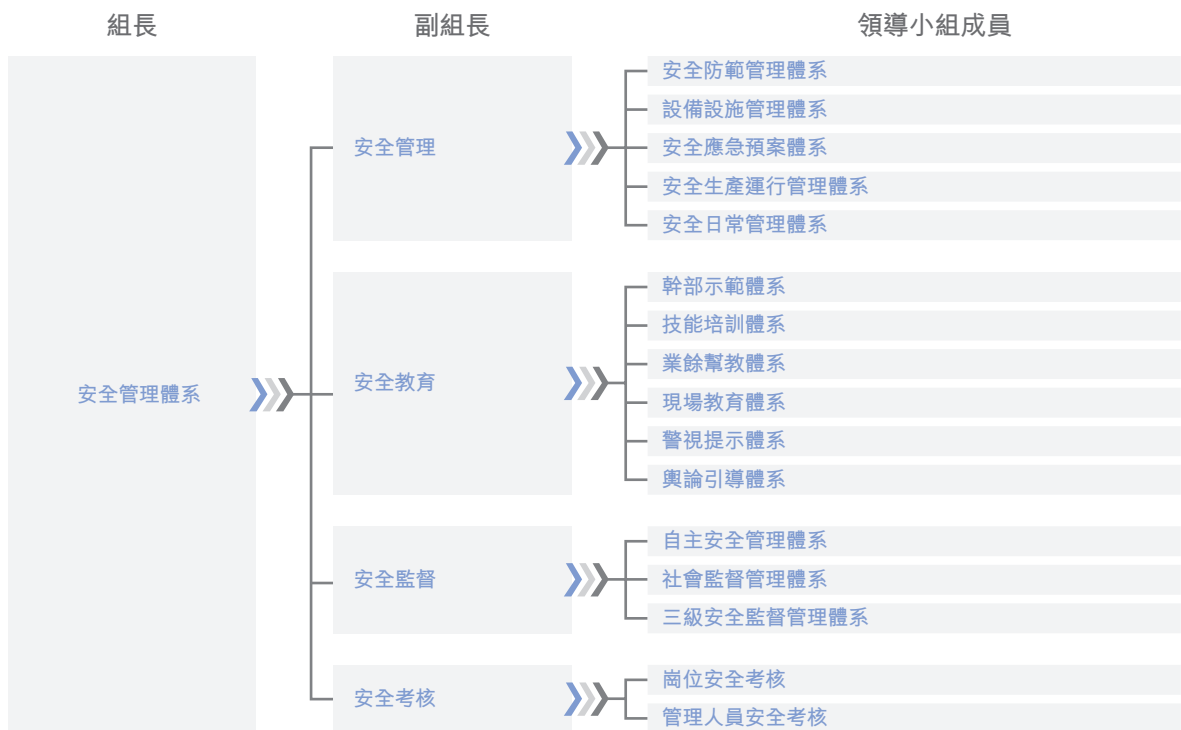 組長
副組長
領導小組成員
安全管理體系
安全管理
安全防範管理體系
設備設施管理體系
安全應急預案體系
安全生產運行管理體系
安全日常管理體系
安全教育
幹部示範體系
技能培訓體系
業餘幫教體系
現場教育體系
警視提示體系
輿論引導體系
安全監督
自主安全管理體系
社會監督管理體系
三級安全監督管理體系
安全考核
崗位安全考核
管理人員安全考核